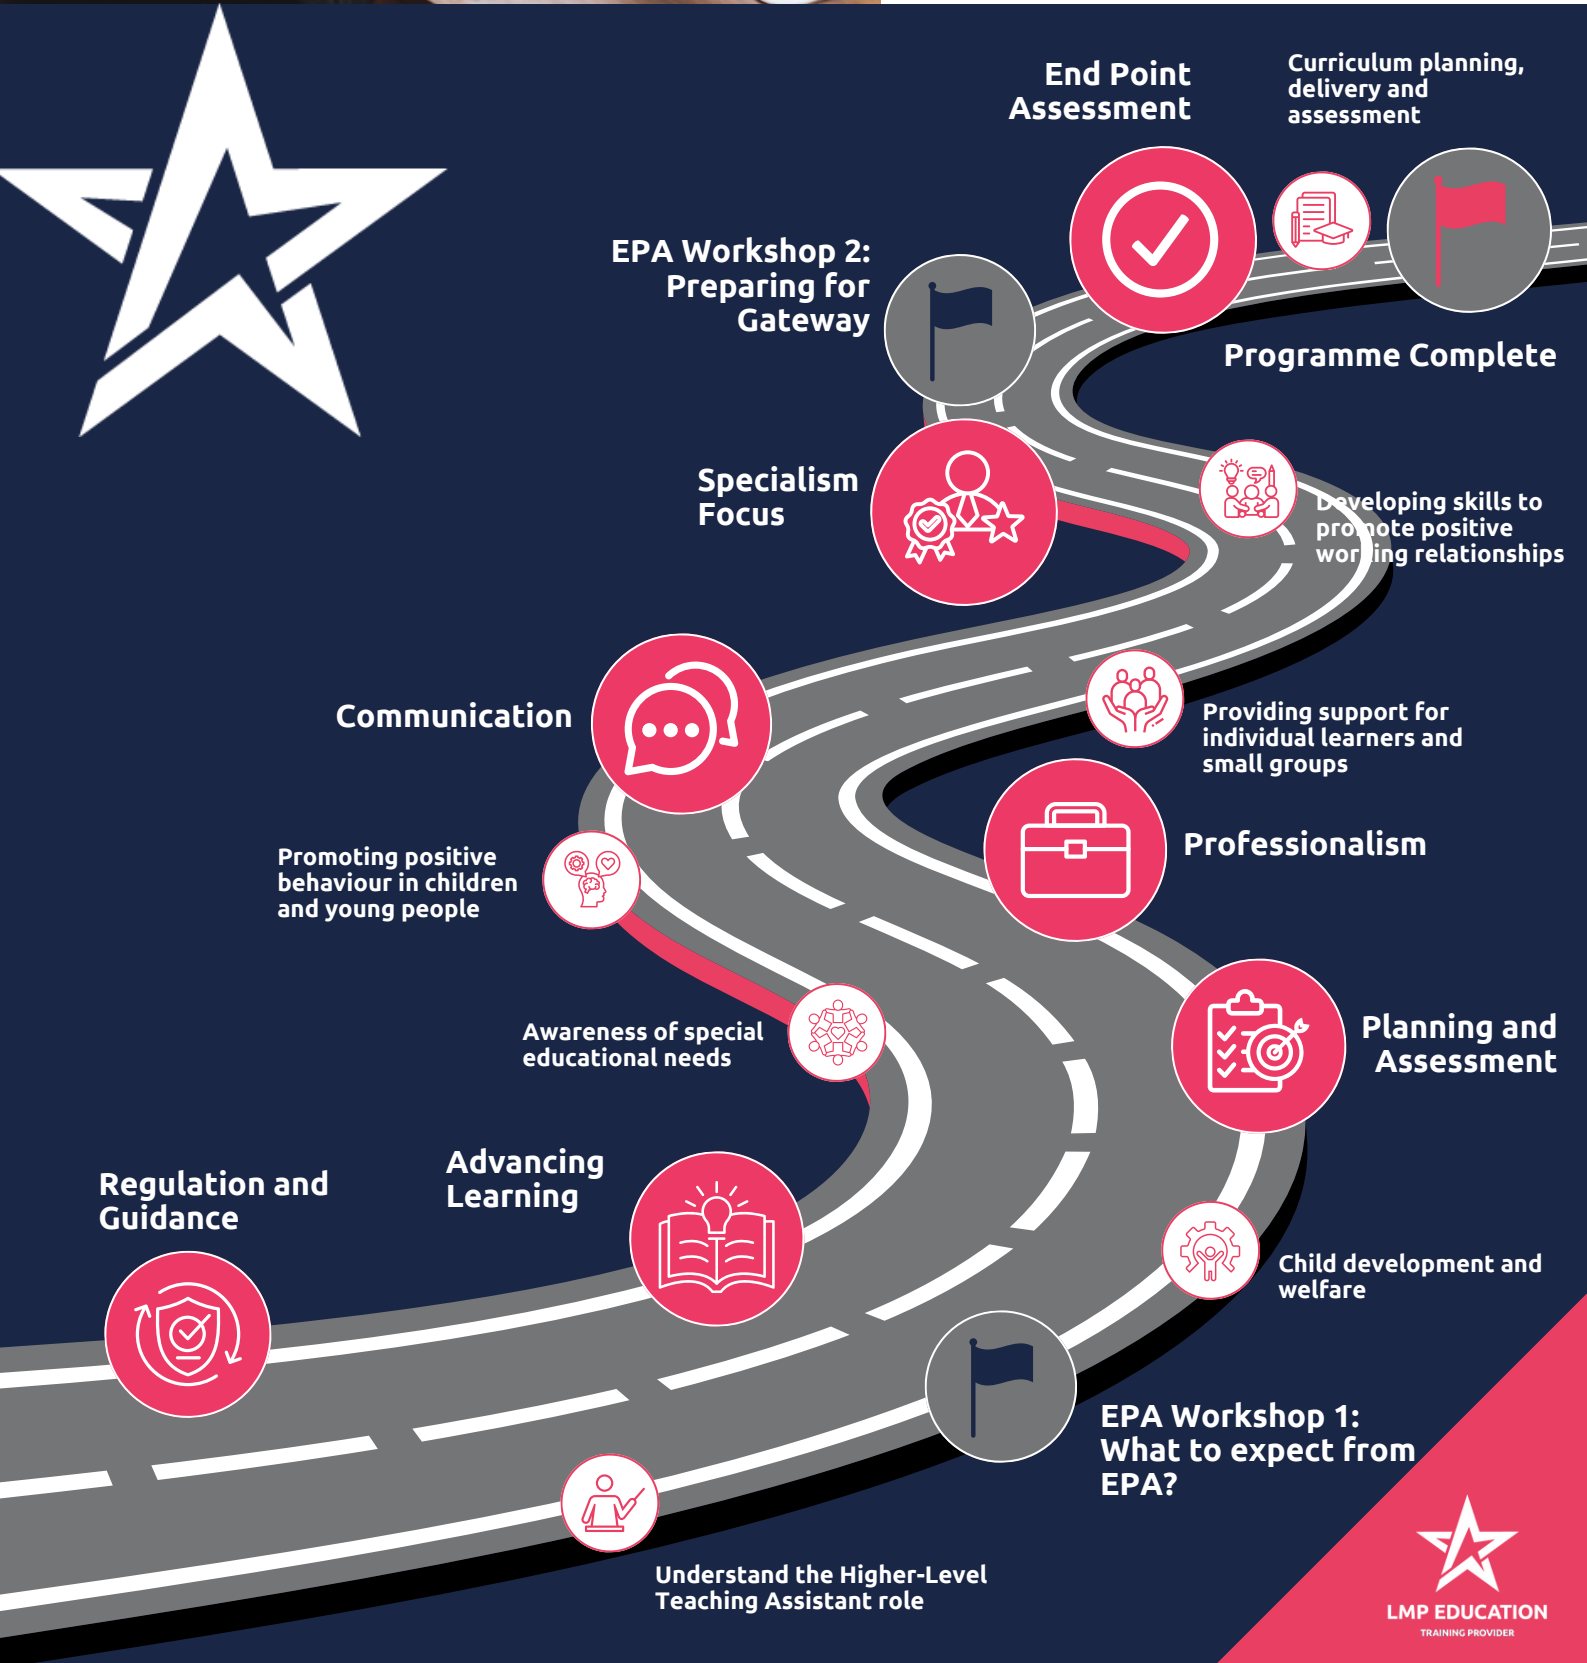 End Point
Assessment
Curriculum planning,
delivery and
assessment
EPA Workshop 2:
Preparing for
Gateway
Programme Complete
Specialism
Focus
Developing skills to
promote positive
working relationships
Communication
Providing support for
individual learners and
small groups
Professionalism
Promoting positive
behaviour in children
and young people
Planning and
Assessment
Awareness of special
educational needs
Advancing
Learning
Regulation and
Guidance
Child development and
welfare
EPA Workshop 1:
What to expect from
EPA?
Understand the Higher-Level
Teaching Assistant role
LMP EDUCATION
TRAINING PROVIDER